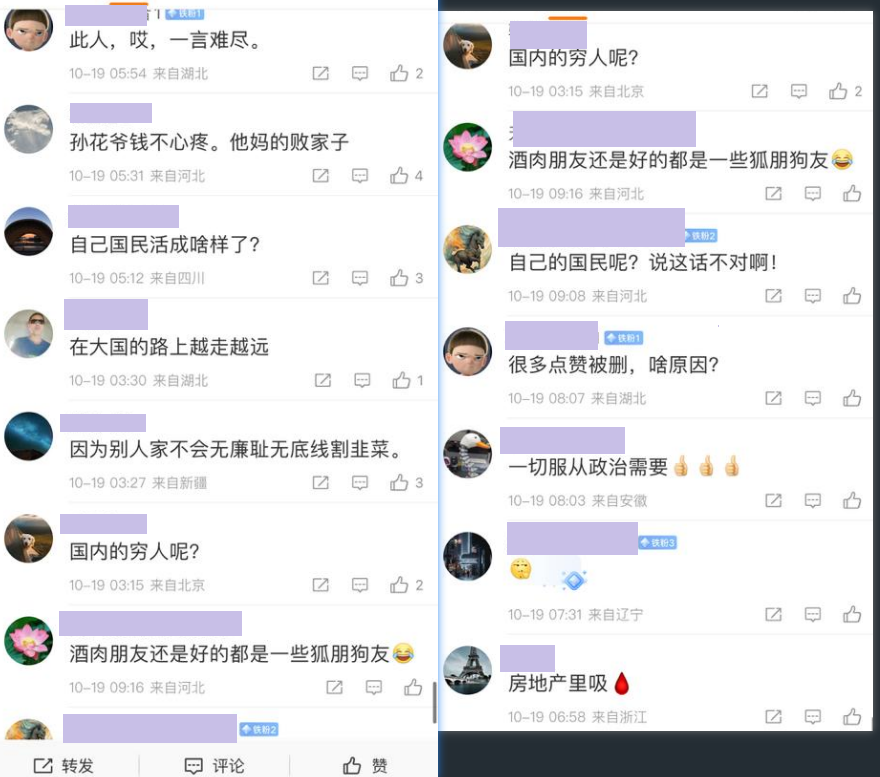 铁粉1
此人，哎，一言难尽。
10-19 05:54 来自湖北
2
孙花爷钱不心疼。他妈的败家子
10-19 05:31 来自河北
4
自己国民活成啥样了?
10-19 05:12 来自四川
3
在大国的路上越走越远
10-19 03:30 来自湖北
1
因为别人家不会无廉耻无底线割韭菜。
10-19 03:27 来自新疆
3
国内的穷人呢?
10-19 03:15 来自北京
2
酒肉朋友还是好的都是一些狐朋狗友😂
10-19 09:16 来自河北
铁粉2
转发
评论
赞
国内的穷人呢?
10-19 03:15 来自北京
2
酒肉朋友还是好的都是一些狐朋狗友😂
10-19 09:16 来自河北
铁粉2
自己的国民呢？说这话不对啊！
10-19 09:08 来自河北
铁粉1
很多点赞被删，啥原因?
10-19 08:07 来自湖北
一切服从政治需要👍👍👍
10-19 08:03 来自安徽
铁粉3
🤔
10-19 07:31 来自辽宁
房地产里吸🩸
10-19 06:58 来自浙江